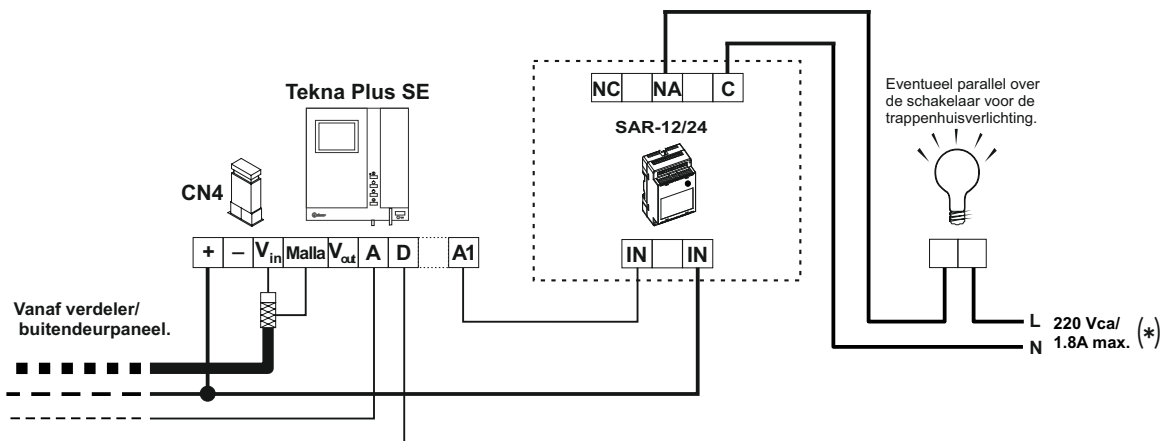 Tekna Plus SE
CN4
+ – Vin Malla Vout A D A1
Vanaf verdeler/
buitendeurpaneel.
NC NA C
SAR-12/24
IN IN
Eventueel parallel over
de schakelaar voor de
trappenhuisverlichting.
L
N
220 Vca/
1.8A max. (*)